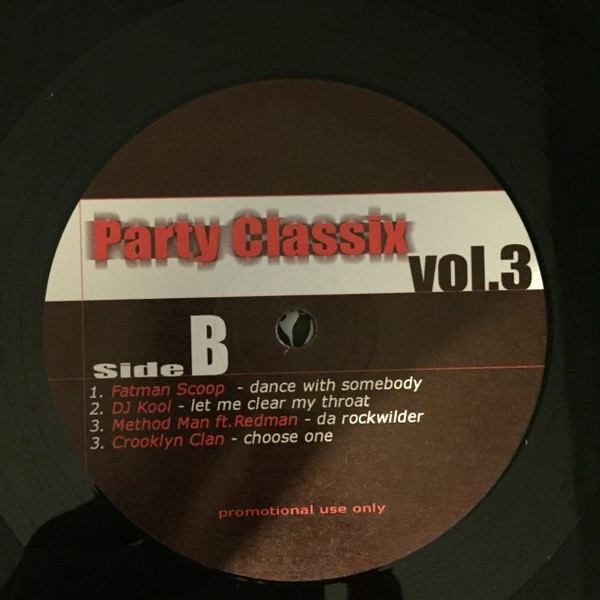 Party Classix
vol.3
Side B
1. Fatman Scoop - dance with somebody
2. DJ Kool - let me clear my throat
3. Method Man ft.Redman - da rockwilder
3. Crooklyn Clan - choose one
promotional use only